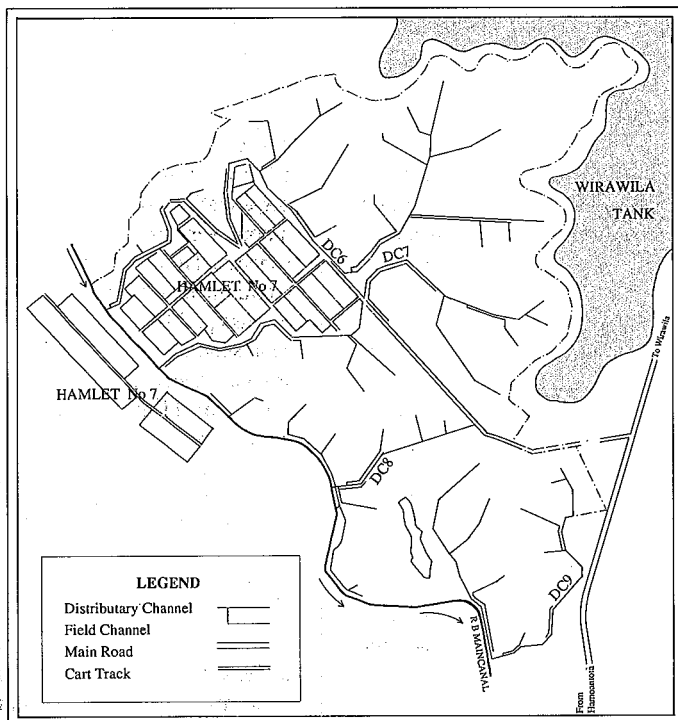 WIRAWILA
TANK
DC6
DC7
HAMLET No 7
To Wirawila
HAMLET No 7
DC8
DC9
R B MAINCANAL
From
LEGEND
Distributary Channel
Field Channel
Main Road
Cart Track